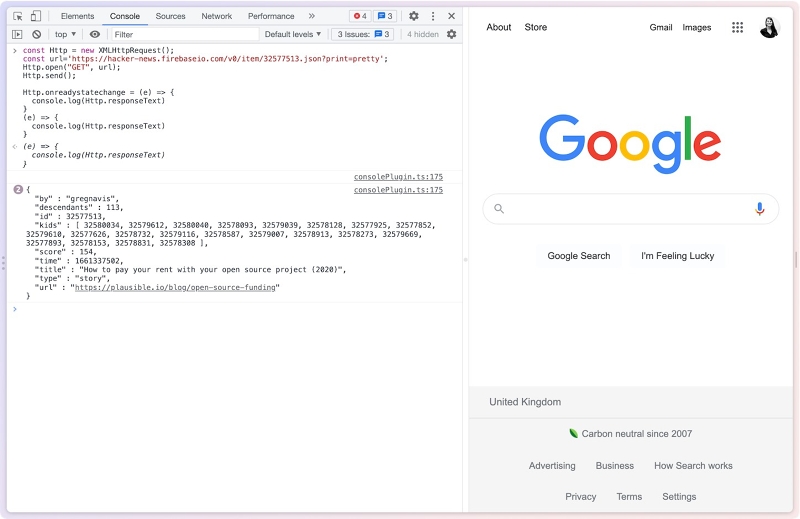 Elements Console Sources Network Performance » 4 3
top ▾ Filter Default levels ▾ 3 Issues: 3 4 hidden
> const Http = new XMLHttpRequest();
const url='https://hacker-news.firebaseio.com/v0/item/32577513.json?print=pretty';
Http.open("GET", url);
Http.send();
Http.onreadystatechange = (e) => {
console.log(Http.responseText)
}
(e) => {
console.log(Http.responseText)
}
(e) => {
console.log(Http.responseText)
}
consolePlugin.ts:175
2 { consolePlugin.ts:175
"by" : "gregnavis",
"descendants" : 113,
"id" : 32577513,
"kids" : [ 32580034, 32579612, 32580040, 32578093, 32579039, 32578128, 32577925, 32577852,
32579610, 32577626, 32578732, 32579116, 32578587, 32579007, 32578913, 32578273, 32579669,
32577893, 32578153, 32578831, 32578308 ],
"score" : 154,
"time" : 1661337502,
"title" : "How to pay your rent with your open source project (2020)",
"type" : "story",
"url" : "https://plausible.io/blog/open-source-funding"
}
>
About Store Gmail Images
Google
Google Search I'm Feeling Lucky
United Kingdom
Carbon neutral since 2007
Advertising Business How Search works
Privacy Terms Settings